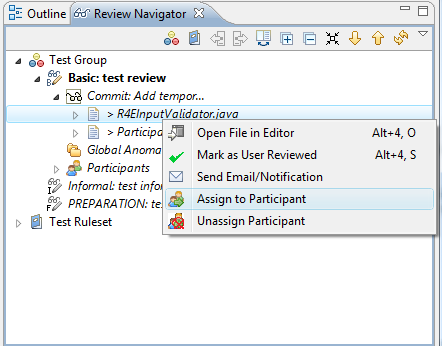 Outline
Review Navigator
Test Group
Basic: test review
Commit: Add tempor...
> R4EInputValidator.java
> Participa
Global Anoma
Participants
Informal: test infor
PREPARATION: te
Test Ruleset
Open File in Editor Alt+4, O
Mark as User Reviewed Alt+4, S
Send Email/Notification
Assign to Participant
Unassign Participant